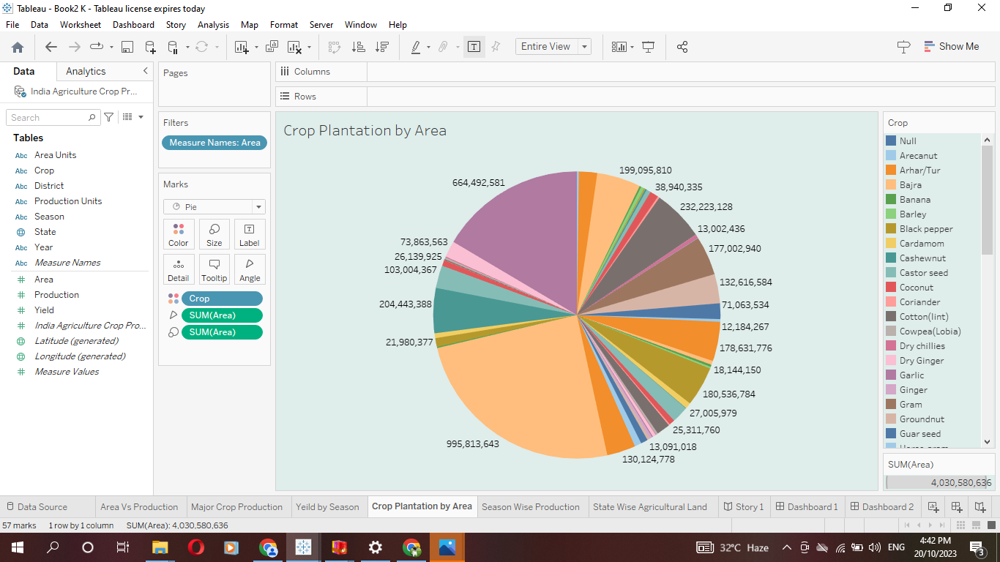 Tableau - Book2 K - Tableau license expires today
File Data Worksheet Dashboard Story Analysis Map Format Server Window Help
Entire View
Show Me
Data Analytics
India Agriculture Crop Pr...
Search
Tables
Abc Area Units
Abc Crop
Abc District
Abc Production Units
Abc Season
State
Abc Year
Abc Measure Names
# Area
# Production
# Yield
# India Agriculture Crop Pro...
Latitude (generated)
Longitude (generated)
# Measure Values
Pages
Filters
Measure Names: Area
Marks
Pie
Color Size Label
Detail Tooltip Angle
Crop
SUM(Area)
SUM(Area)
Columns
Rows
Crop Plantation by Area
199,095,810
38,940,335
232,223,128
13,002,436
177,002,940
132,616,584
71,063,534
12,184,267
178,631,776
18,144,150
180,536,784
27,005,979
25,311,760
13,091,018
130,124,778
995,813,643
21,980,377
204,443,388
103,004,367
26,139,925
73,863,563
664,492,581
Crop
Null
Arecanut
Arhar/Tur
Bajra
Banana
Barley
Black pepper
Cardamom
Cashewnut
Castor seed
Coconut
Coriander
Cotton(lint)
Cowpea(Lobia)
Dry chillies
Dry Ginger
Garlic
Ginger
Gram
Groundnut
Guar seed
SUM(Area)
4,030,580,636
Data Source Area Vs Production Major Crop Production Yeild by Season Crop Plantation by Area Season Wise Production State Wise Agricultural Land Story 1 Dashboard 1 Dashboard 2
57 marks 1 row by 1 column SUM(Area): 4,030,580,636
32°C Haze ENG 4:42 PM
20/10/2023
3